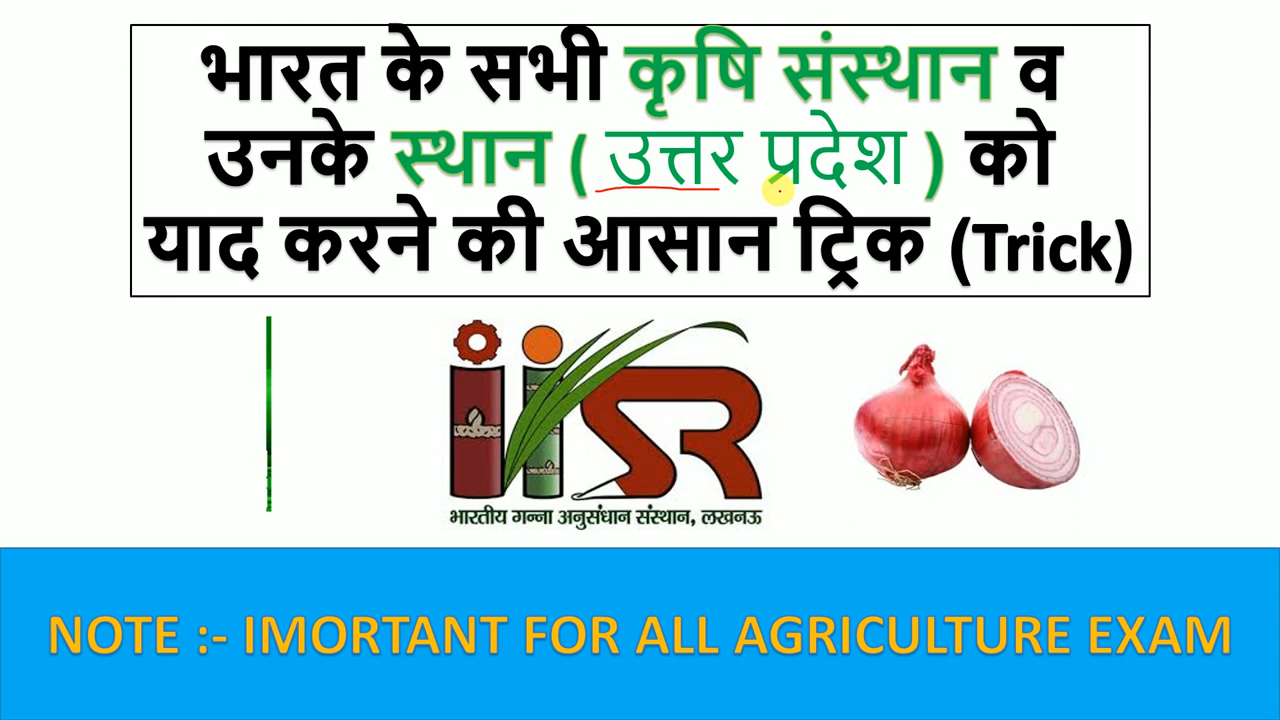 भारत के सभी कृषि संस्थान व
उनके स्थान ( उत्तर प्रदेश ) को
याद करने की आसान ट्रिक (Trick)
iiSR
भारतीय गन्ना अनुसंधान संस्थान, लखनऊ
NOTE :- IMORTANT FOR ALL AGRICULTURE EXAM